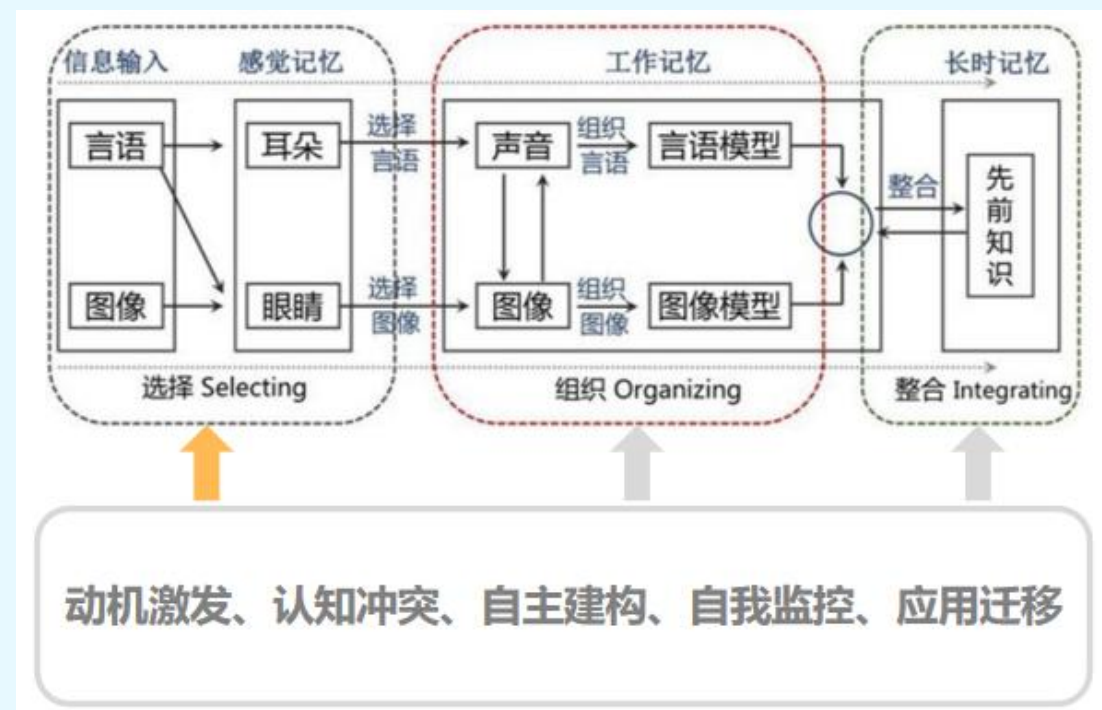 信息输入 感觉记忆 工作记忆 长时记忆
言语 耳朵 选择 言语 声音 组织 言语 言语模型
整合 先前知识
图像 眼睛 选择 图像 图像 组织 图像 图像模型
选择 Selecting 组织 Organizing 整合 Integrating
动机激发、认知冲突、自主建构、自我监控、应用迁移